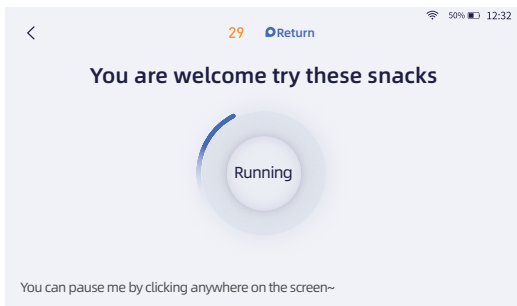 50% 12:32
29 Return
You are welcome try these snacks
Running
You can pause me by clicking anywhere on the screen~